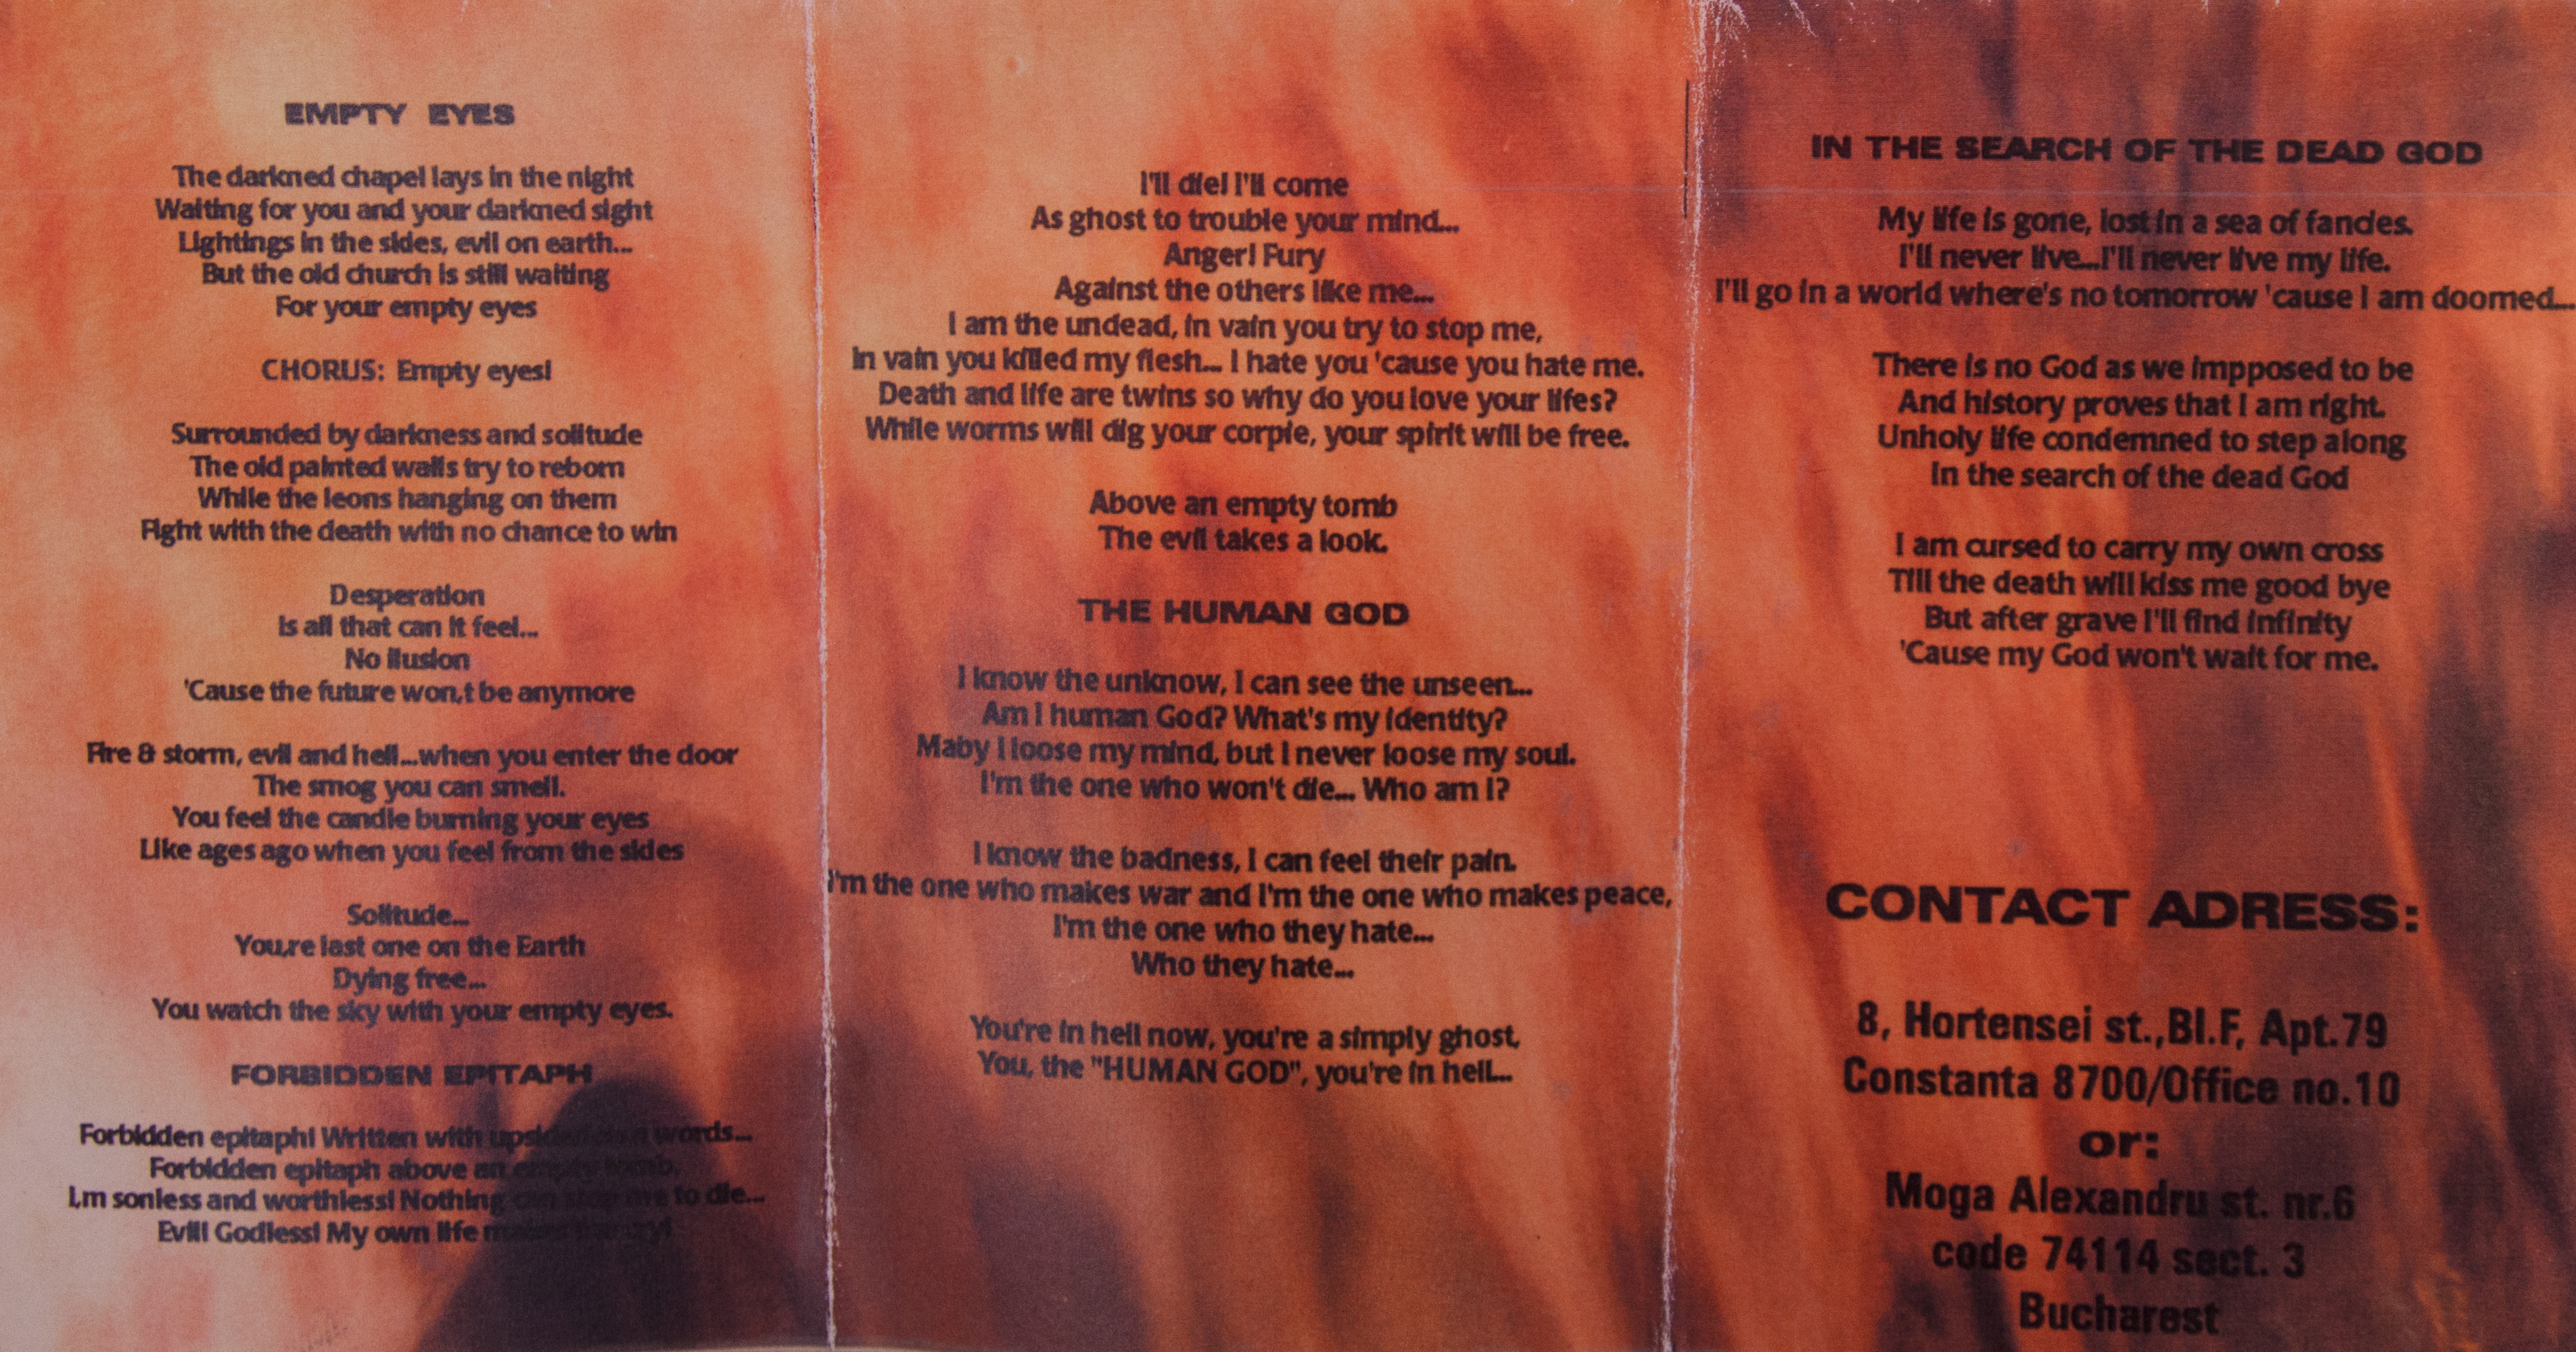 EMPTY EYES
The darkned chapel lays in the night
Waiting for you and your darkned sight
Lightings in the skies, evil on earth...
But the old church is still waiting
For your empty eyes
CHORUS: Empty eyes!
Surrounded by darkness and solitude
The old painted walls try to reborn
While the Icons hanging on them
Fight with the death with no chance to win
Desperation
Is all that can it feel...
No ilusion
'Cause the future won,t be anymore
Fire & storm, evil and hell...when you enter the door
The smog you can smell.
You feel the candle burning your eyes
Like ages ago when you feel from the skies
Solitude...
You,re last one on the Earth
Dying free...
You watch the sky with your empty eyes.
FORBIDDEN EPITAPH
Forbidden epitaph! Written with upsidedown words...
Forbidden epitaph above an empty tomb,
I,m sonless and worthless! Nothing can stop me to die...
Evil! Godless! My own life makes me cry!
I'll die! I'll come
As ghost to trouble your mind...
Anger! Fury
Against the others like me...
I am the undead, in vain you try to stop me,
In vain you killed my flesh... I hate you 'cause you hate me.
Death and life are twins so why do you love your lifes?
While worms will dig your corpie, your spirit will be free.
Above an empty tomb
The evil takes a look.
THE HUMAN GOD
I know the unknow, I can see the unseen...
Am I human God? What's my identity?
Maby I loose my mind, but I never loose my soul.
I'm the one who won't die... Who am I?
I know the badness, I can feel their pain.
I'm the one who makes war and I'm the one who makes peace,
I'm the one who they hate...
Who they hate...
You're in hell now, you're a simply ghost,
You, the "HUMAN GOD", you're in hell...
IN THE SEARCH OF THE DEAD GOD
My life is gone, lost in a sea of fancies.
I'll never live...I'll never live my life.
I'll go in a world where's no tomorrow 'cause I am doomed...
There is no God as we impposed to be
And history proves that I am right.
Unholy life condemned to step along
In the search of the dead God
I am cursed to carry my own cross
Till the death will kiss me good bye
But after grave I'll find infinity
'Cause my God won't wait for me.
CONTACT ADRESS:
8, Hortensei st.,Bl.F, Apt.79
Constanta 8700/Office no.10
or:
Moga Alexandru st. nr.6
code 74114 sect. 3
Bucharest